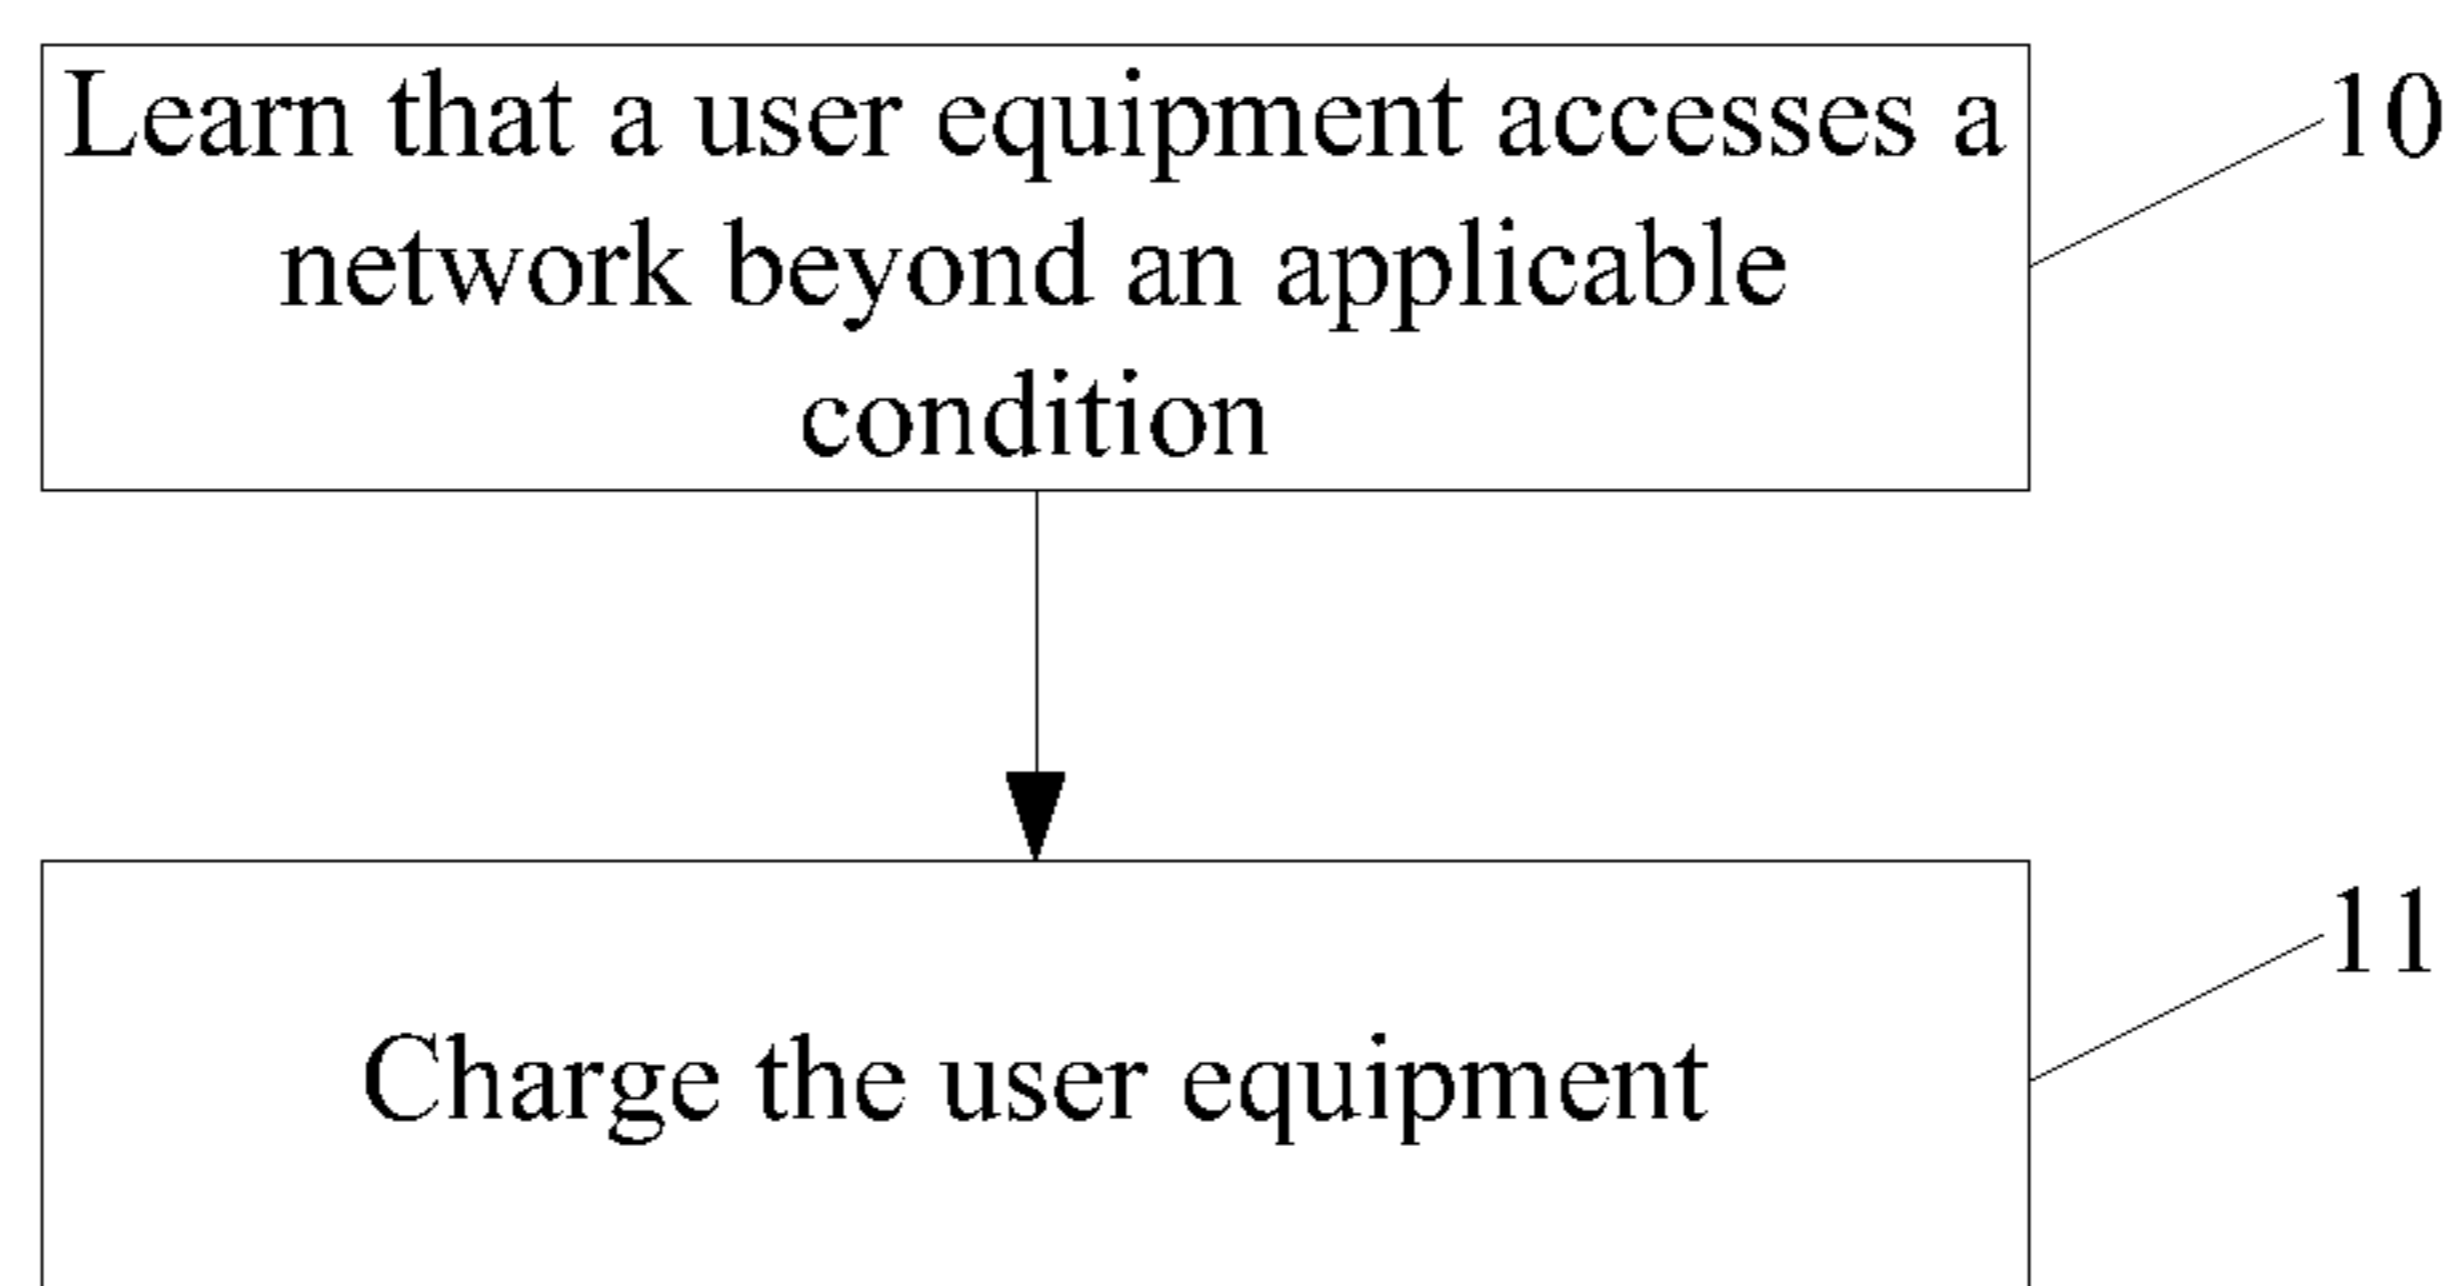 Learn that a user equipment accesses a
network beyond an applicable
condition
10
Charge the user equipment
11